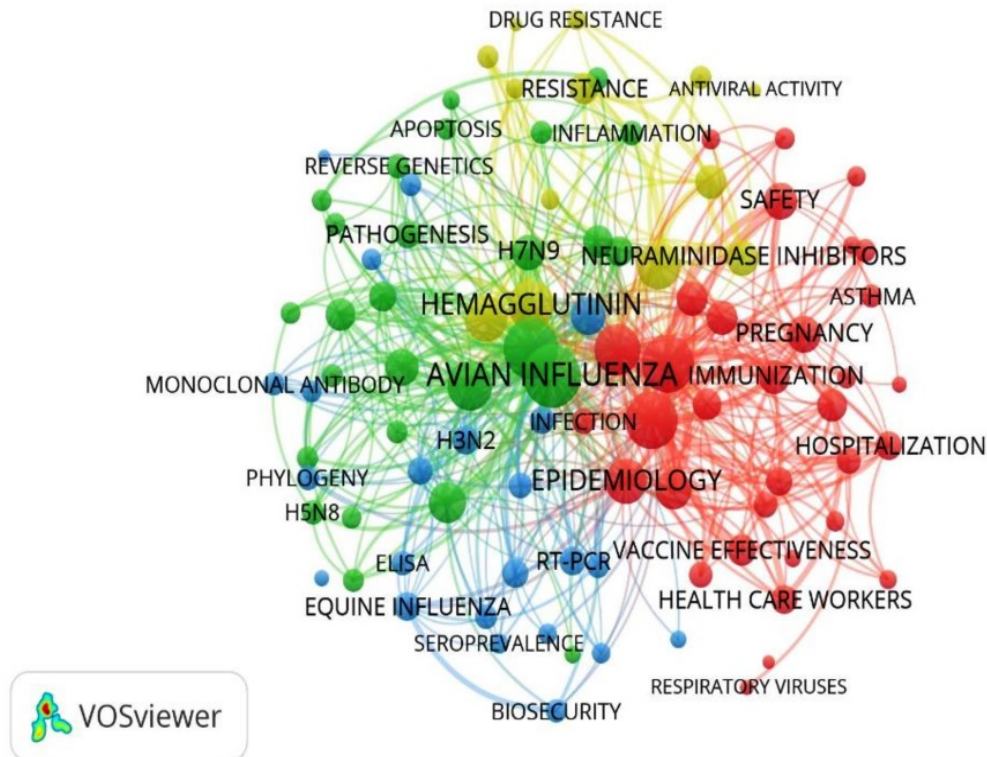 DRUG RESISTANCE
RESISTANCE
ANTIVIRAL ACTIVITY
APOPTOSIS
INFLAMMATION
REVERSE GENETICS
SAFETY
PATHOGENESIS
H7N9
NEURAMINIDASE INHIBITORS
HEMAGGLUTININ
ASTHMA
PREGNANCY
MONOCLONAL ANTIBODY
AVIAN INFLUENZA
IMMUNIZATION
INFECTION
H3N2
HOSPITALIZATION
PHYLOGENY
EPIDEMIOLOGY
H5N8
ELISA
RT-PCR
VACCINE EFFECTIVENESS
EQUINE INFLUENZA
HEALTH CARE WORKERS
SEROPREVALENCE
RESPIRATORY VIRUSES
BIOSECURITY
VOSviewer